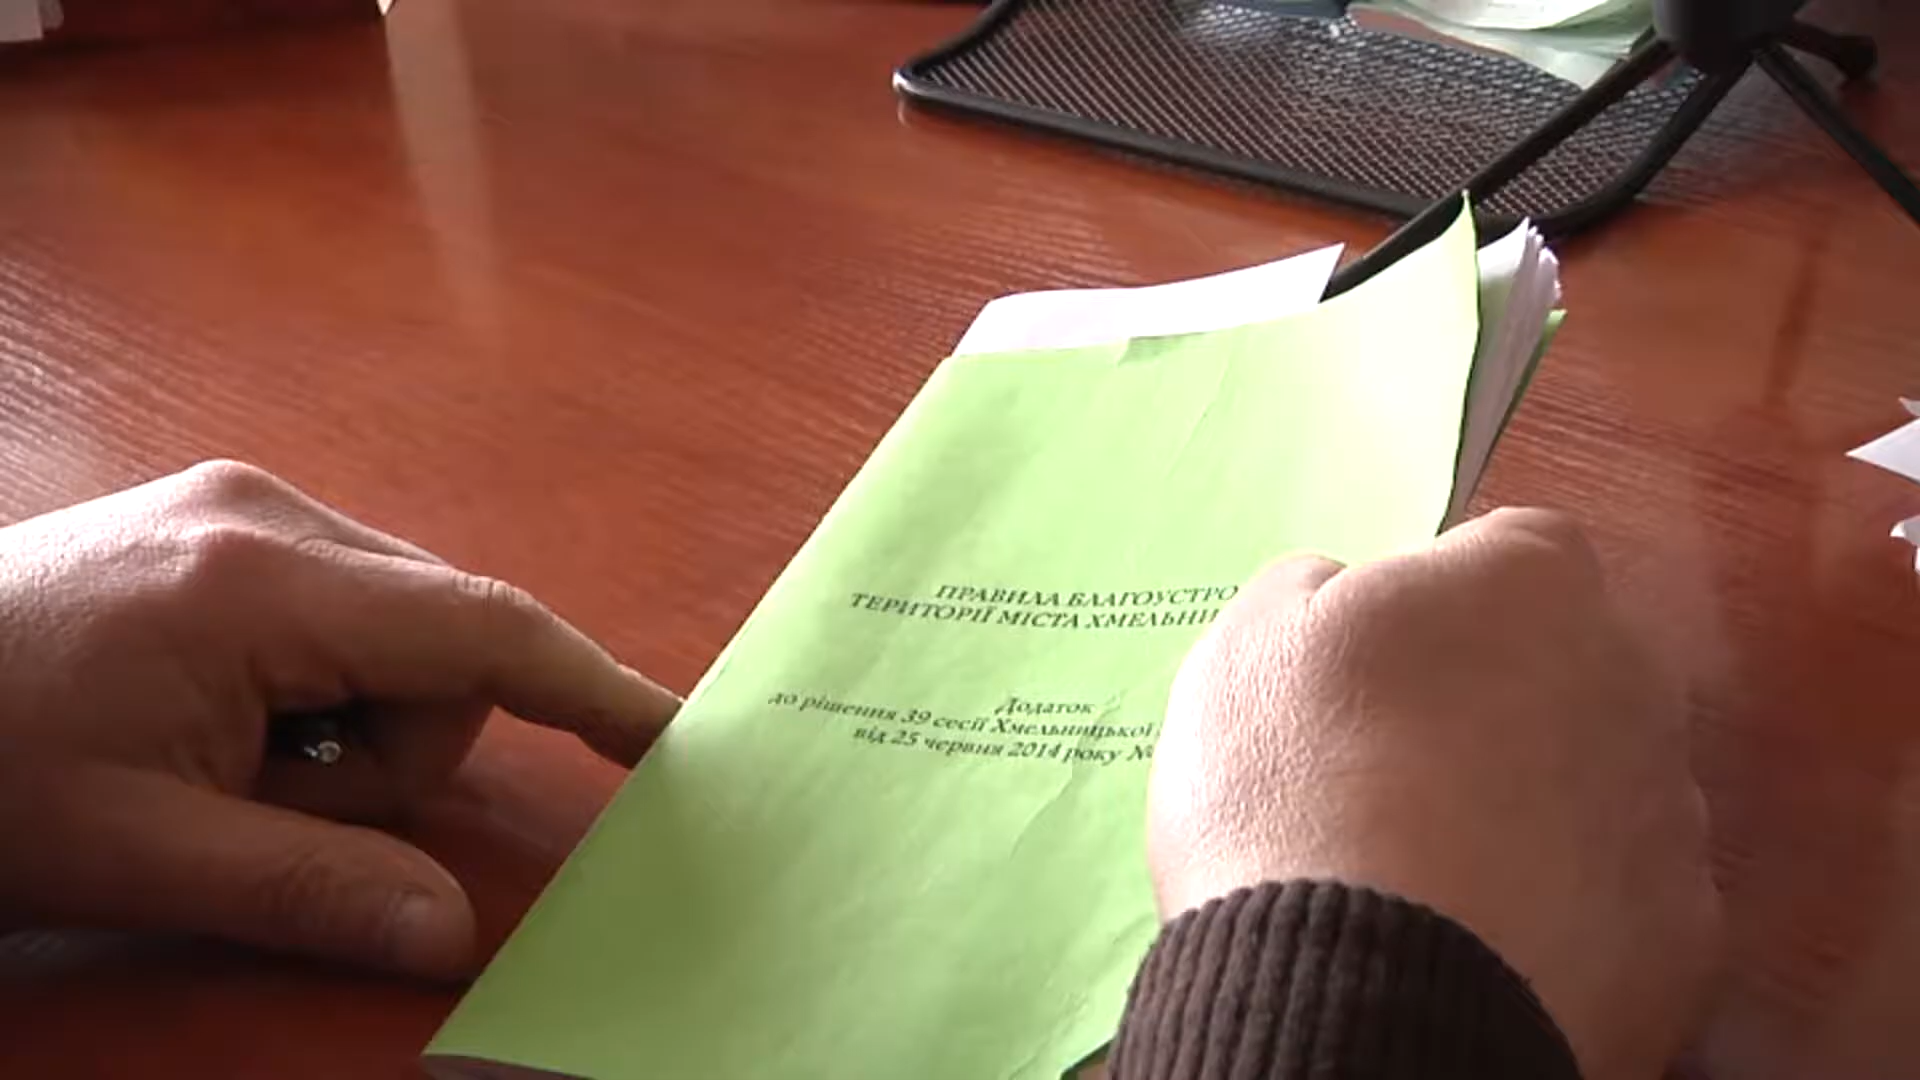 ПРАВИЛА БЛАГОУСТРО
ТЕРИТОРІЇ МІСТА ХМЕЛЬНИ
Додаток
до рішення 39 сесії Хмельницької
від 25 червня 2014 року №